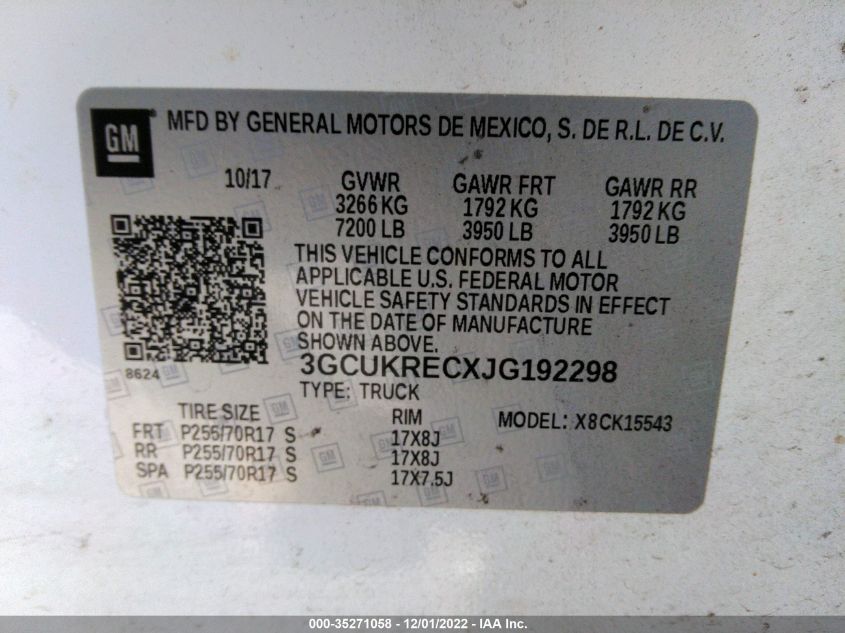 GM MFD BY GENERAL MOTORS DE MEXICO, S. DE R.L. DE C.V.
10/17 GVWR GAWR FRT GAWR RR
3266 KG 1792 KG 1792 KG
7200 LB 3950 LB 3950 LB
THIS VEHICLE CONFORMS TO ALL
APPLICABLE U.S. FEDERAL MOTOR
VEHICLE SAFETY STANDARDS IN EFFECT
ON THE DATE OF MANUFACTURE
SHOWN ABOVE.
8624
3GCUKRECXJG192298
TYPE: TRUCK
TIRE SIZE RIM MODEL: X8CK15543
FRT P255/70R17 S 17X8J
RR P255/70R17 S 17X8J
SPA P255/70R17 S 17X7.5J
000-35271058 - 12/01/2022 - IAA Inc.